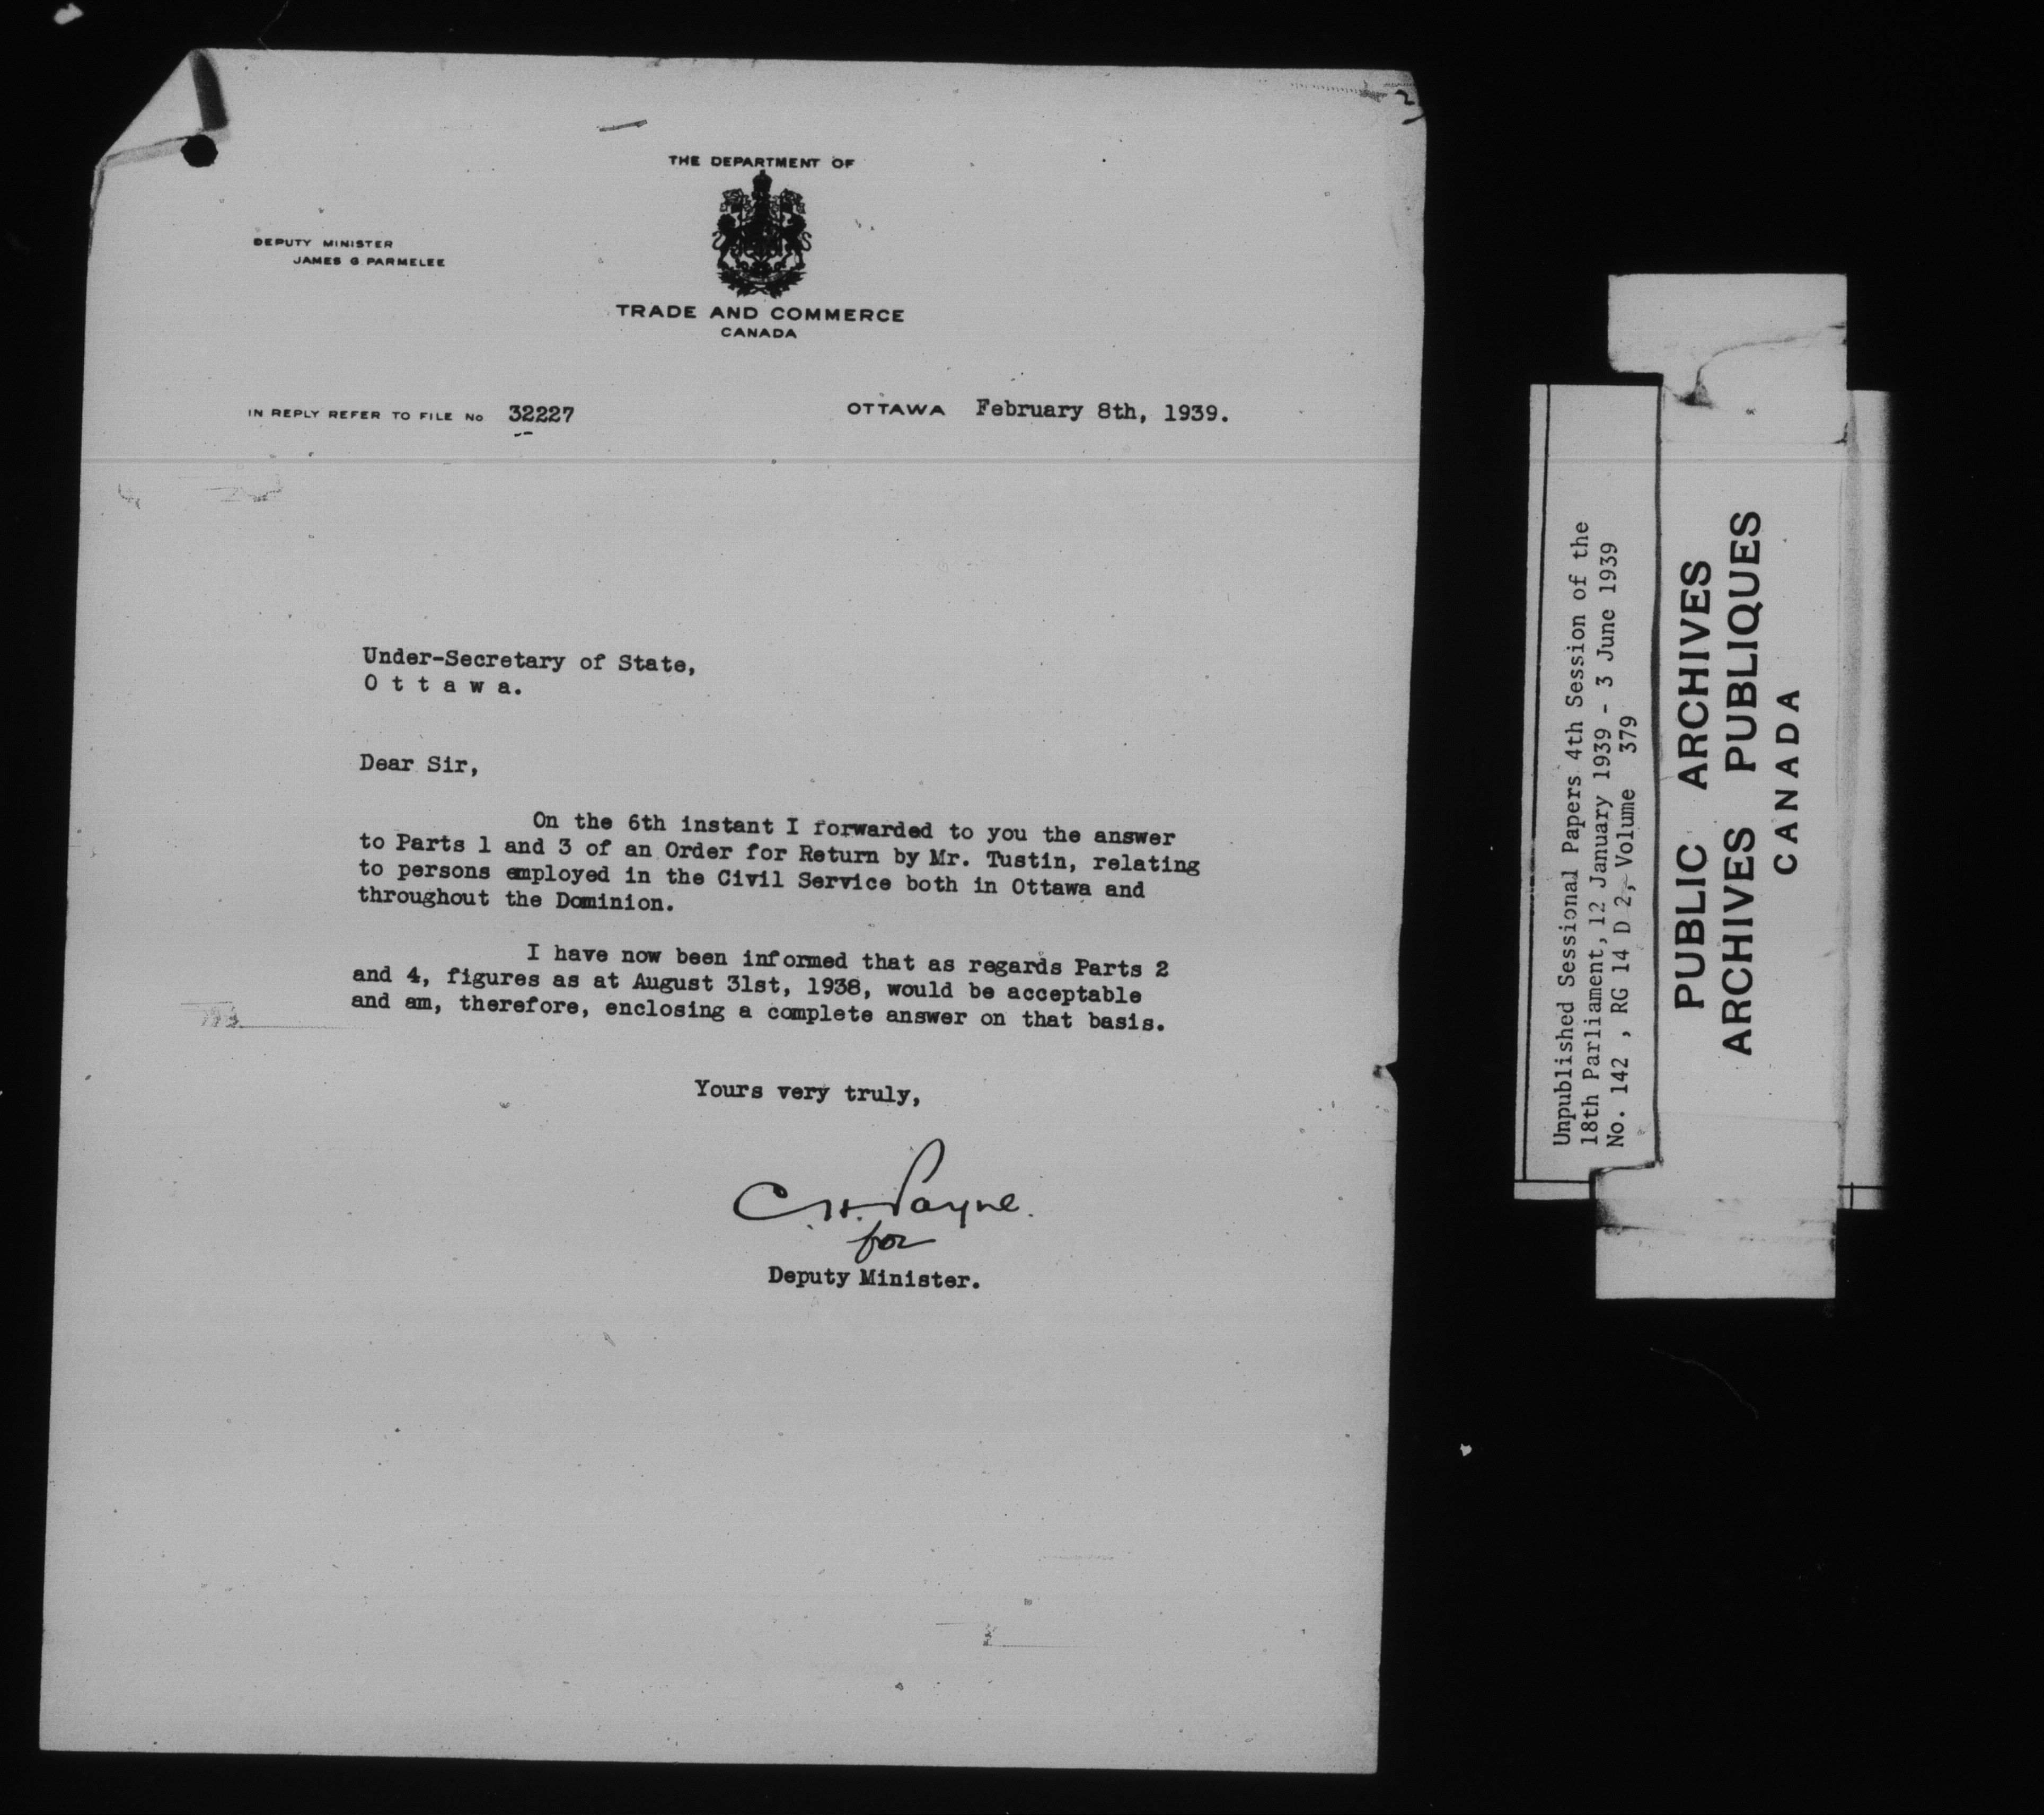 2
THE DEPARTMENT OF
DEPUTY MINISTER
JAMES G PARMELEE
TRADE AND COMMERCE
CANADA
IN REPLY REFER TO FILE No 32227
OTTAWA February 8th, 1939.
Under-Secretary of State,
O t t a w a.
Dear Sir,
On the 6th instant I forwarded to you the answer
to Parts 1 and 3 of an Order for Return by Mr. Tustin, relating
to persons employed in the Civil Service both in Ottawa and
throughout the Dominion.
I have now been informed that as regards Parts 2
and 4, figures as at August 31st, 1938, would be acceptable
and am, therefore, enclosing a complete answer on that basis.
Yours very truly,
C. H. Payne.
for
Deputy Minister.
Unpublished Sessional Papers 4th Session of the
18th Parliament, 12 January 1939 - 3 June 1939
No. 142 , RG 14 D 2, Volume 379
PUBLIC ARCHIVES
ARCHIVES PUBLIQUES
CANADA